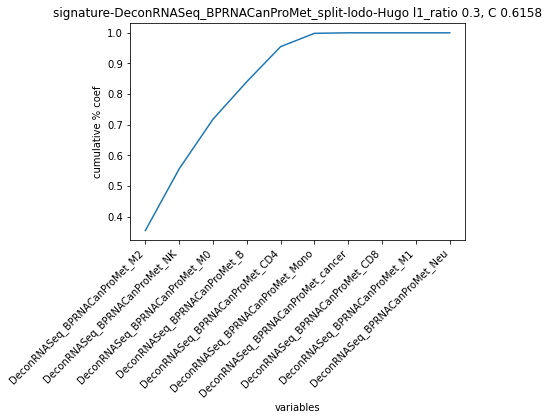 signature-DeconRNASeq_BPRNACanProMet_split-lodo-Hugo l1_ratio 0.3, C 0.6158
1.0
0.9
0.8
0.7
0.6
0.5
0.4
cumulative % coef
DeconRNASeq_BPRNACanProMet_M2
DeconRNASeq_BPRNACanProMet_NK
DeconRNASeq_BPRNACanProMet_M0
DeconRNASeq_BPRNACanProMet_B
DeconRNASeq_BPRNACanProMet_CD4
DeconRNASeq_BPRNACanProMet_Mono
DeconRNASeq_BPRNACanProMet_cancer
DeconRNASeq_BPRNACanProMet_CD8
DeconRNASeq_BPRNACanProMet_M1
DeconRNASeq_BPRNACanProMet_Neu
variables